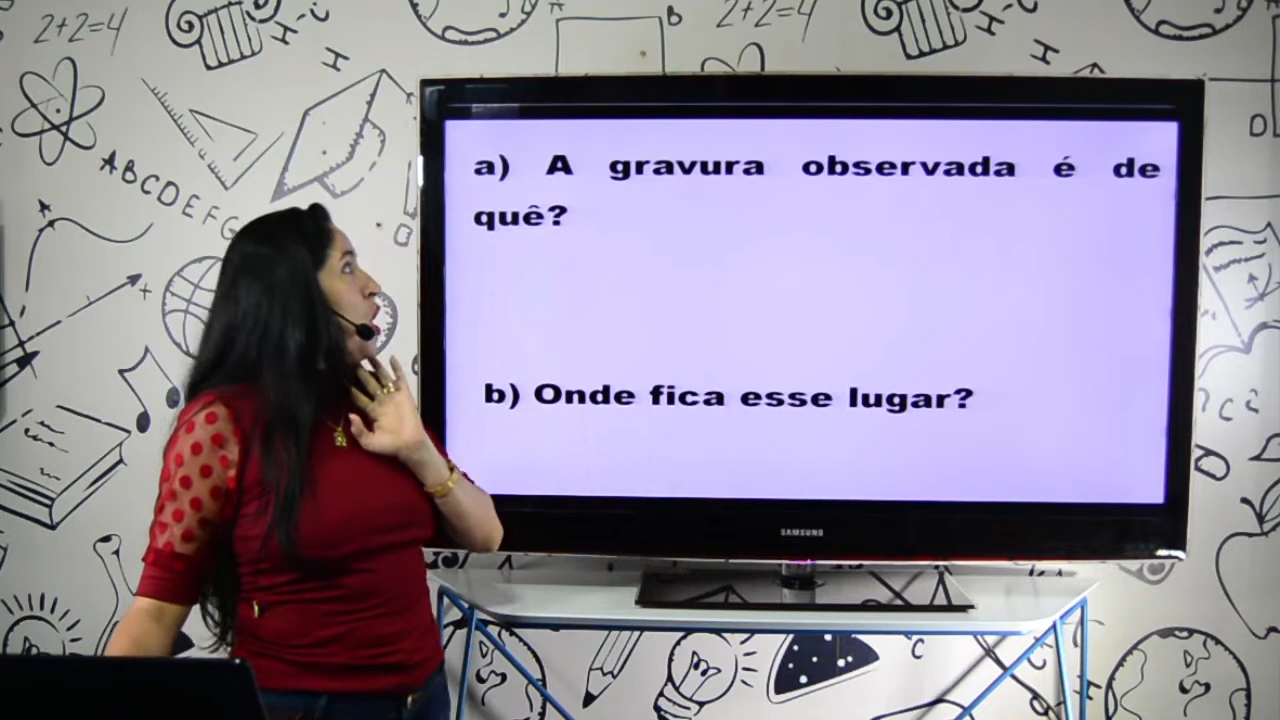 2+2=4
H
H
B
2+2=4
H
H
D
ABCDEFG
a) A gravura observada é de
quê?
b) Onde fica esse lugar?
SAMSUNG
C